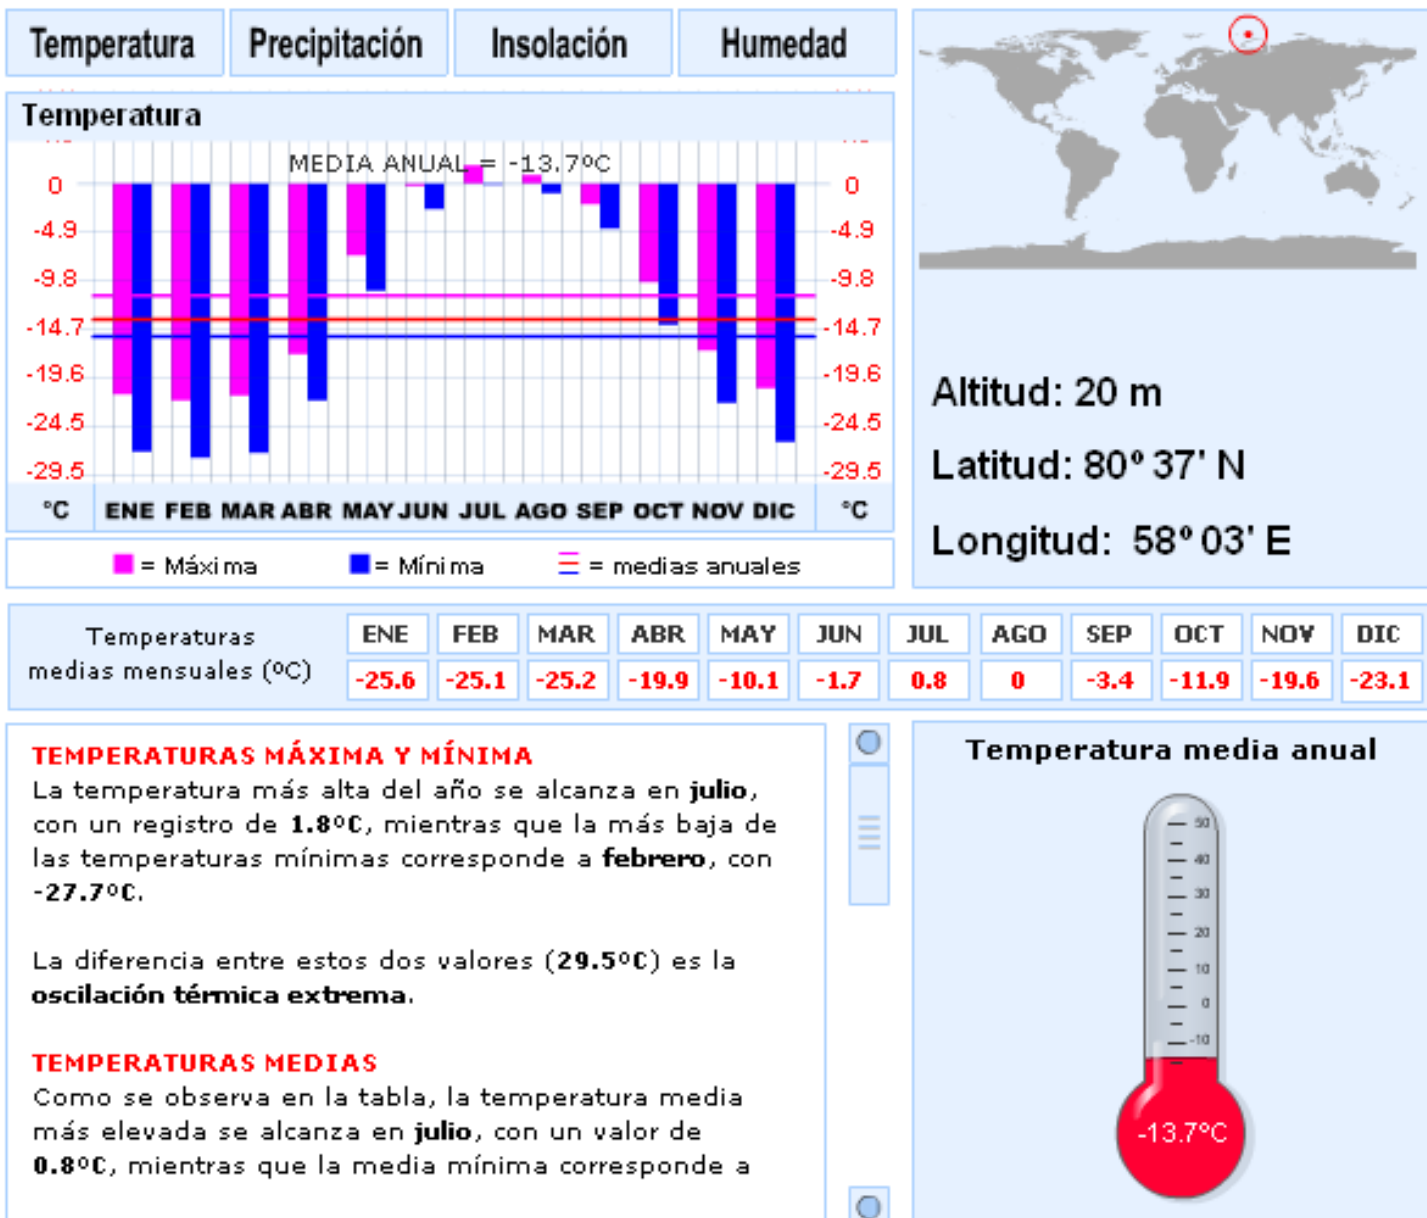 Temperatura Precipitación Insolación Humedad
Temperatura
MEDIA ANUAL = -13.7ºC
0 0
-4.9 -4.9
-9.8 -9.8
-14.7 -14.7
-19.6 -19.6
-24.5 -24.5
-29.5 -29.5
°C ENE FEB MAR ABR MAY JUN JUL AGO SEP OCT NOV DIC °C
= Máxima = Mínima = medias anuales
Altitud: 20 m
Latitud: 80º 37' N
Longitud: 58º 03' E
Temperaturas
medias mensuales (ºC)
ENE FEB MAR ABR MAY JUN JUL AGO SEP OCT NOV DIC
-25.6 -25.1 -25.2 -19.9 -10.1 -1.7 0.8 0 -3.4 -11.9 -19.6 -23.1
TEMPERATURAS MÁXIMA Y MÍNIMA
La temperatura más alta del año se alcanza en julio,
con un registro de 1.8ºC, mientras que la más baja de
las temperaturas mínimas corresponde a febrero, con
-27.7ºC.
La diferencia entre estos dos valores (29.5ºC) es la
oscilación térmica extrema.
TEMPERATURAS MEDIAS
Como se observa en la tabla, la temperatura media
más elevada se alcanza en julio, con un valor de
0.8ºC, mientras que la media mínima corresponde a
Temperatura media anual
50
40
30
20
10
0
-10
-13.7ºC